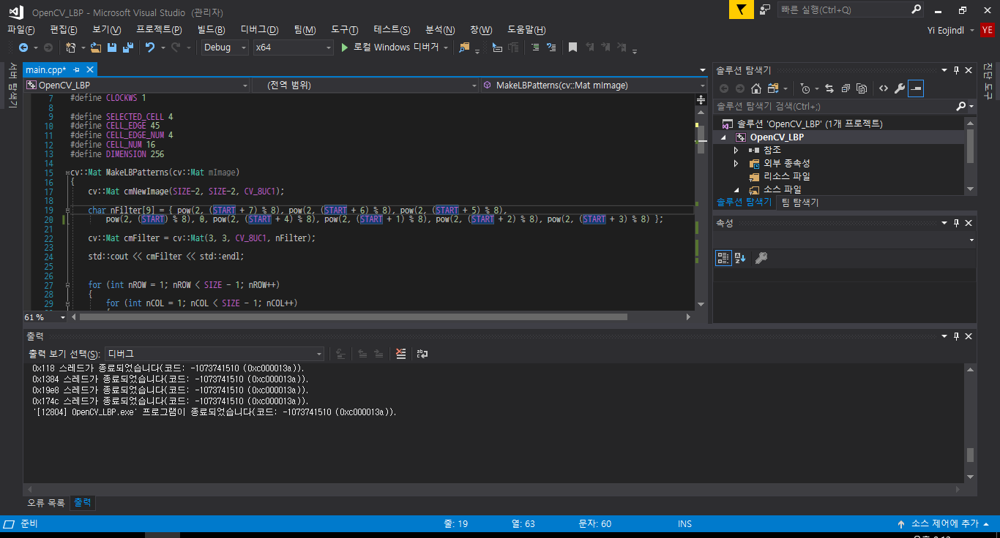 OpenCV_LBP - Microsoft Visual Studio (관리자)
빠른 실행(Ctrl+Q)
파일(F) 편집(E) 보기(V) 프로젝트(P) 빌드(B) 디버그(D) 팀(M) 도구(T) 테스트(S) 분석(N) 창(W) 도움말(H)
Yi Eojindl
YE
Debug x64 로컬 Windows 디버거
서버 탐색기
main.cpp*
OpenCV_LBP (전역 범위) MakeLBPatterns(cv::Mat mImage)
7 #define CLOCKWS 1
8
9 #define SELECTED_CELL 4
10 #define CELL_EDGE 45
11 #define CELL_EDGE_NUM 4
12 #define CELL_NUM 16
13 #define DIMENSION 256
14
15 cv::Mat MakeLBPatterns(cv::Mat mImage)
16 {
17 cv::Mat cmNewImage(SIZE-2, SIZE-2, CV_8UC1);
18
19 char nFilter[9] = { pow(2, (START + 7) % 8), pow(2, (START + 6) % 8), pow(2, (START + 5) % 8),
20 pow(2, (START) % 8), 0, pow(2, (START + 4) % 8), pow(2, (START + 1) % 8), pow(2, (START + 2) % 8), pow(2, (START + 3) % 8) };
21
22 cv::Mat cmFilter = cv::Mat(3, 3, CV_8UC1, nFilter);
23
24 std::cout << cmFilter << std::endl;
25
26
27 for (int nROW = 1; nROW < SIZE - 1; nROW++)
28 {
29 for (int nCOL = 1; nCOL < SIZE - 1; nCOL++)
61 %
솔루션 탐색기
솔루션 탐색기 검색(Ctrl+;)
솔루션 'OpenCV_LBP' (1개 프로젝트)
OpenCV_LBP
참조
외부 종속성
리소스 파일
소스 파일
솔루션 탐색기 팀 탐색기
속성
진단 도구
출력
출력 보기 선택(S): 디버그
0x118 스레드가 종료되었습니다(코드: -1073741510 (0xc000013a)).
0x1384 스레드가 종료되었습니다(코드: -1073741510 (0xc000013a)).
0x19e8 스레드가 종료되었습니다(코드: -1073741510 (0xc000013a)).
0x174c 스레드가 종료되었습니다(코드: -1073741510 (0xc000013a)).
'[12804] OpenCV_LBP.exe' 프로그램이 종료되었습니다(코드: -1073741510 (0xc000013a)).
오류 목록 출력
준비 줄: 19 열: 63 문자: 60 INS 소스 제어에 추가